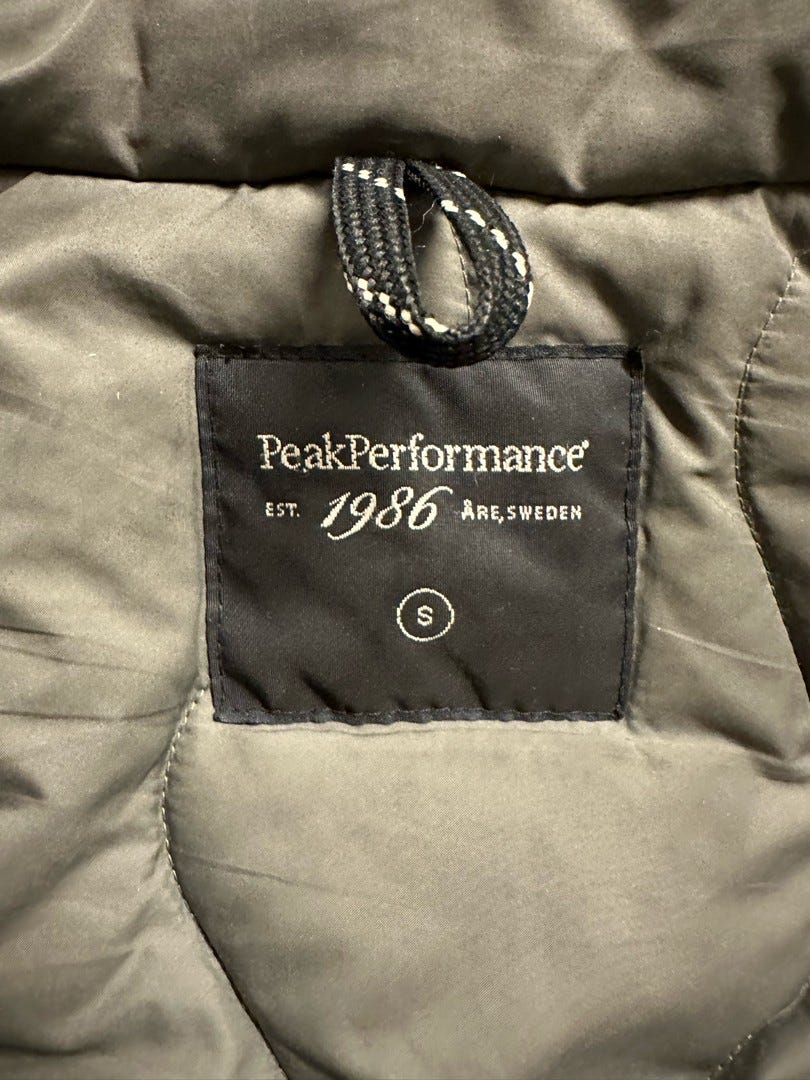 PeakPerformance®
EST. 1986 ÅRE, SWEDEN
S